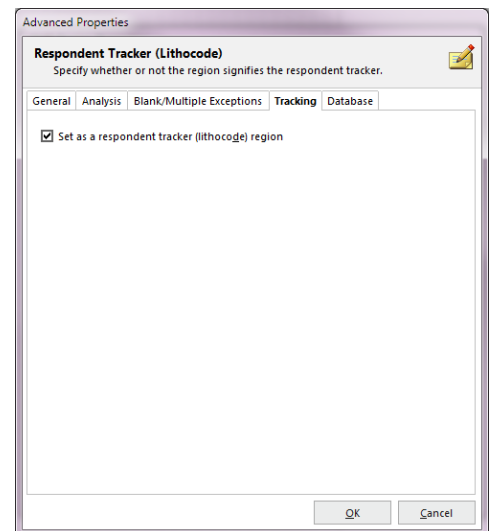 Advanced Properties
Respondent Tracker (Lithocode)
Specify whether or not the region signifies the respondent tracker.
General Analysis Blank/Multiple Exceptions Tracking Database
Set as a respondent tracker (lithocode) region
OK Cancel